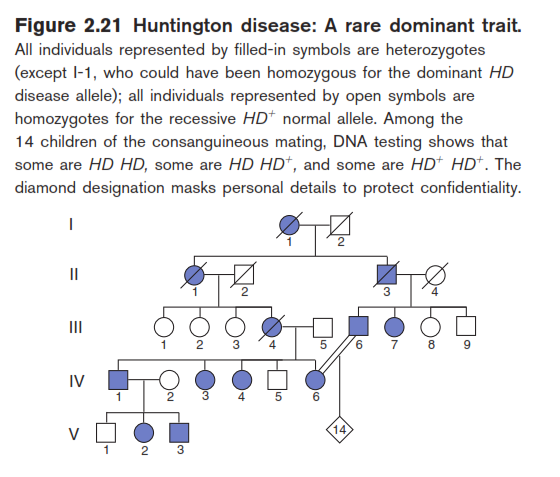 Figure 2.21 Huntington disease: A rare dominant trait.
All individuals represented by filled-in symbols are heterozygotes
(except I-1, who could have been homozygous for the dominant HD
disease allele); all individuals represented by open symbols are
homozygotes for the recessive HD+ normal allele. Among the
14 children of the consanguineous mating, DNA testing shows that
some are HD HD, some are HD HD+, and some are HD+ HD+. The
diamond designation masks personal details to protect confidentiality.
I
1 2
II
1 2 3 4
III
1 2 3 4 5 6 7 8 9
IV
1 2 3 4 5 6
14
V
1 2 3